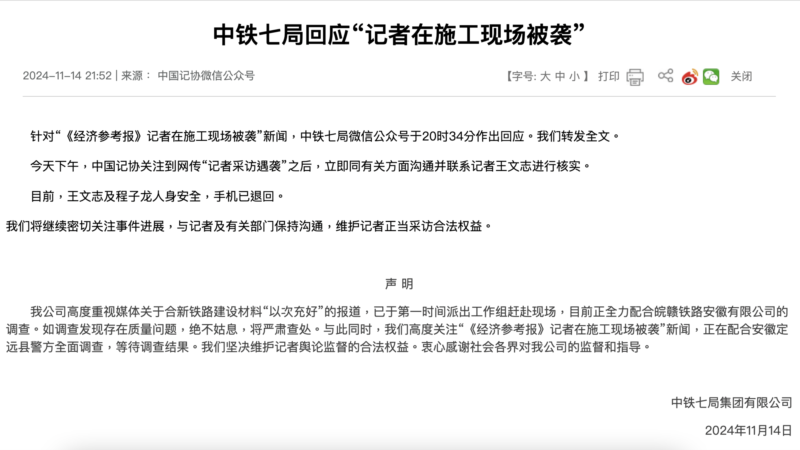 中铁七局回应“记者在施工现场被袭”
2024-11-14 21:52 | 来源： 中国记协微信公众号 【字号: 大 中 小 】 打印 关闭
针对“《经济参考报》记者在施工现场被袭”新闻，中铁七局微信公众号于20时34分作出回应。我们转发全文。
今天下午，中国记协关注到网传“记者采访遇袭”之后，立即同有关方面沟通并联系记者王文志进行核实。
目前，王文志及程子龙人身安全，手机已退回。
我们将继续密切关注事件进展，与记者及有关部门保持沟通，维护记者正当采访合法权益。
声 明
我公司高度重视媒体关于合新铁路建设材料“以次充好”的报道，已于第一时间派出工作组赶赴现场，目前正全力配合皖赣铁路安徽有限公司的
调查。如调查发现存在质量问题，绝不姑息，将严肃查处。与此同时，我们高度关注“《经济参考报》记者在施工现场被袭”新闻，正在配合安徽定
远县警方全面调查，等待调查结果。我们坚决维护记者舆论监督的合法权益。衷心感谢社会各界对我公司的监督和指导。
中铁七局集团有限公司
2024年11月14日